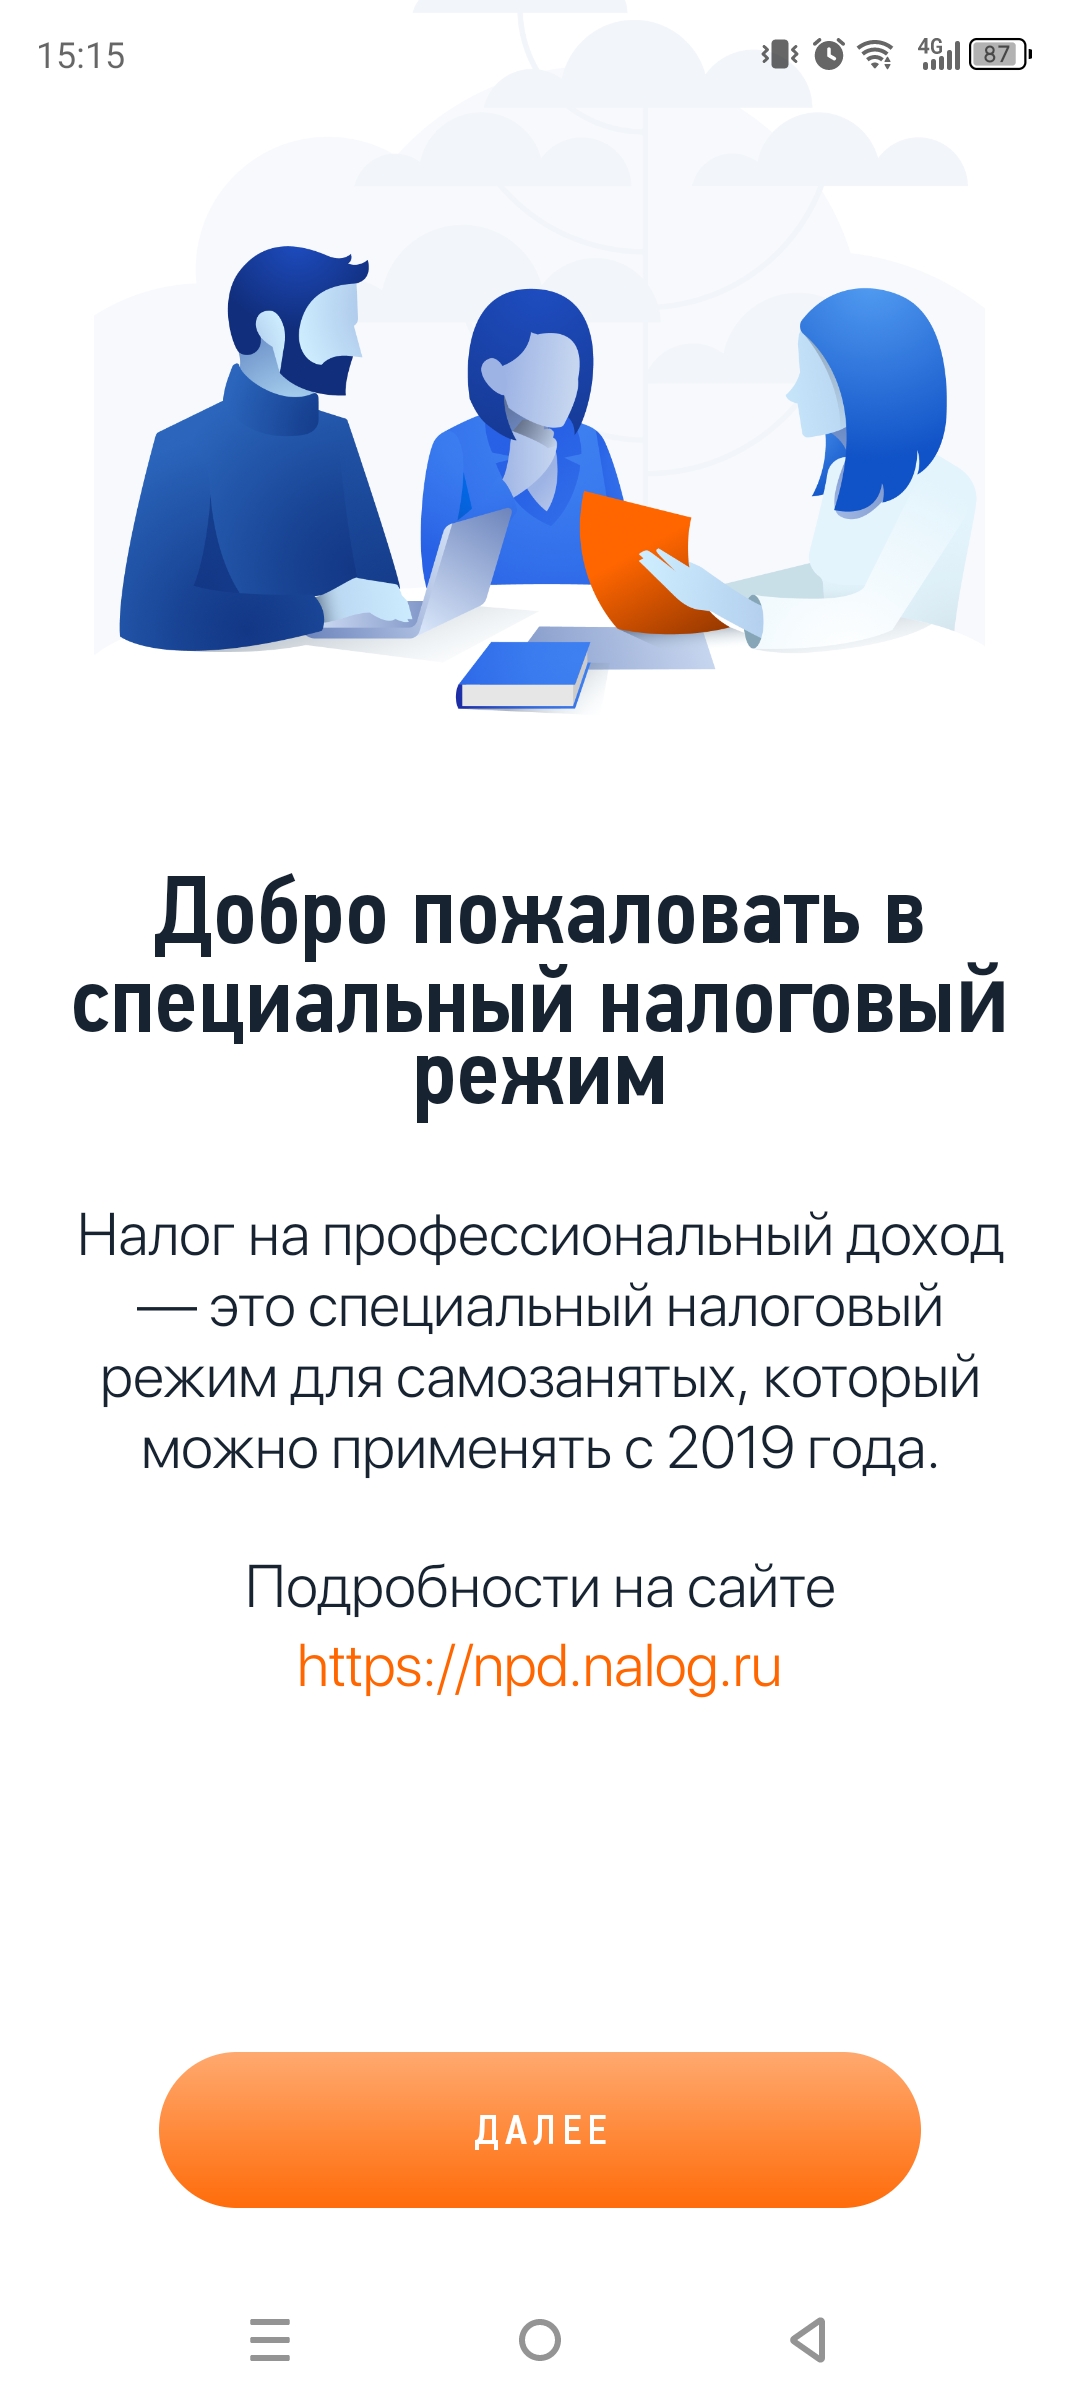 15:15
4G
87
Добро пожаловать в
специальный налоговый
режим
Налог на профессиональный доход
— это специальный налоговый
режим для самозанятых, который
можно применять с 2019 года.
Подробности на сайте
https://npd.nalog.ru
ДАЛЕЕ